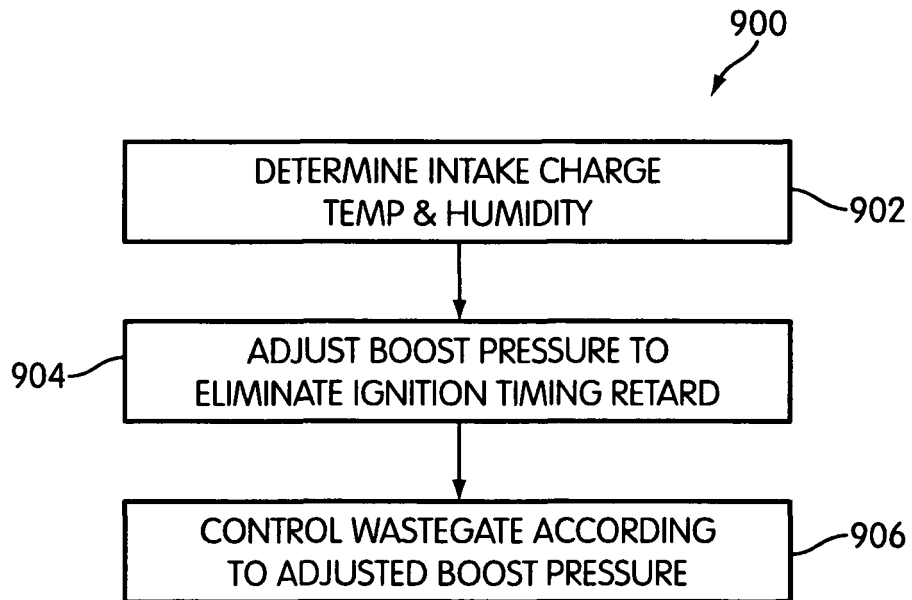 900
DETERMINE INTAKE CHARGE
TEMP & HUMIDITY
902
ADJUST BOOST PRESSURE TO
ELIMINATE IGNITION TIMING RETARD
904
CONTROL WASTEGATE ACCORDING
TO ADJUSTED BOOST PRESSURE
906